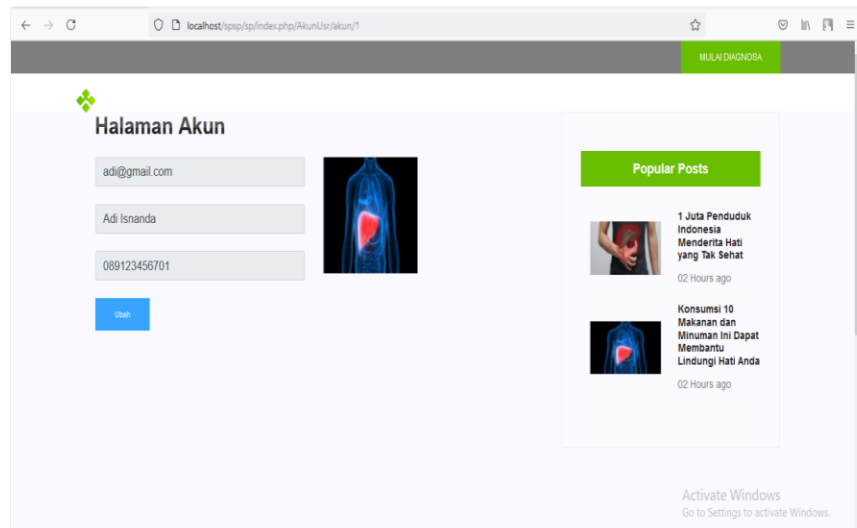 localhost/spsp/sp/index.php/AkunUsr/akun/1
MULAI DIAGNOSA
Halaman Akun
adi@gmail.com
Adi Isnanda
089123456701
Ubah
Popular Posts
1 Juta Penduduk
Indonesia
Menderita Hati
yang Tak Sehat
02 Hours ago
Konsumsi 10
Makanan dan
Minuman Ini Dapat
Membantu
Lindungi Hati Anda
02 Hours ago
Activate Windows
Go to Settings to activate Windows.